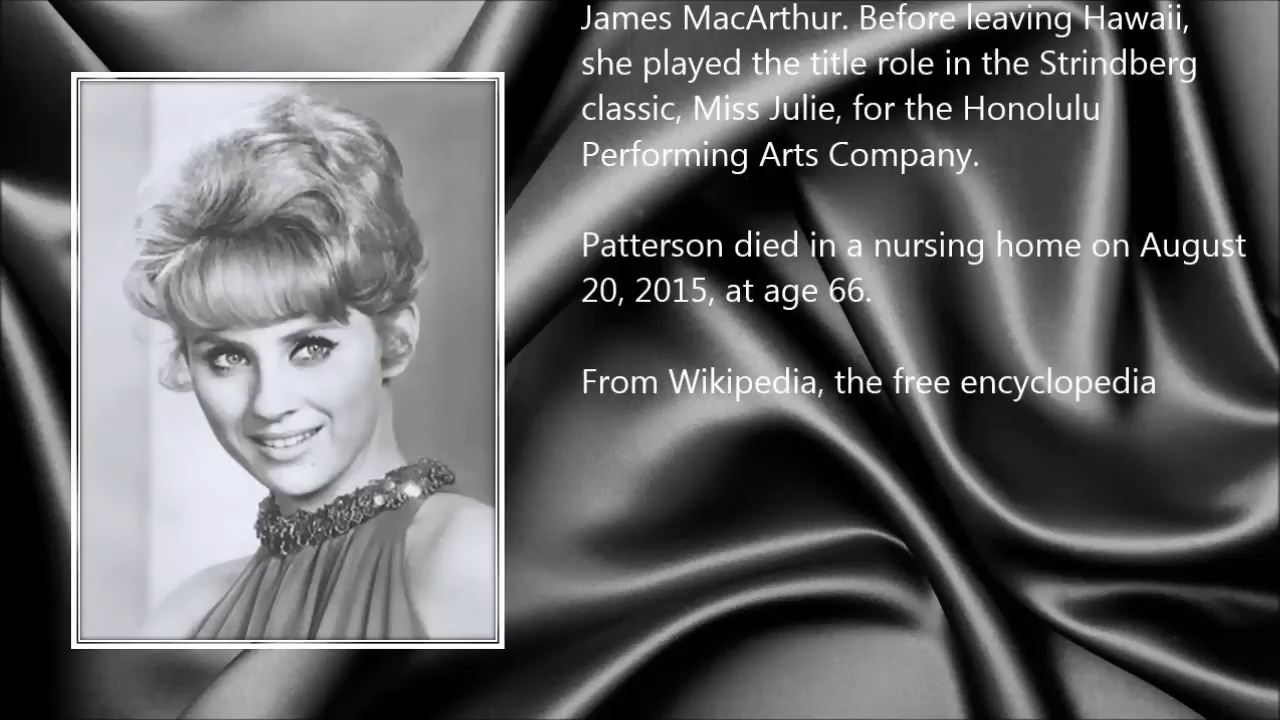 James MacArthur. Before leaving Hawaii,
she played the title role in the Strindberg
classic, Miss Julie, for the Honolulu
Performing Arts Company.
Patterson died in a nursing home on August
20, 2015, at age 66.
From Wikipedia, the free encyclopedia